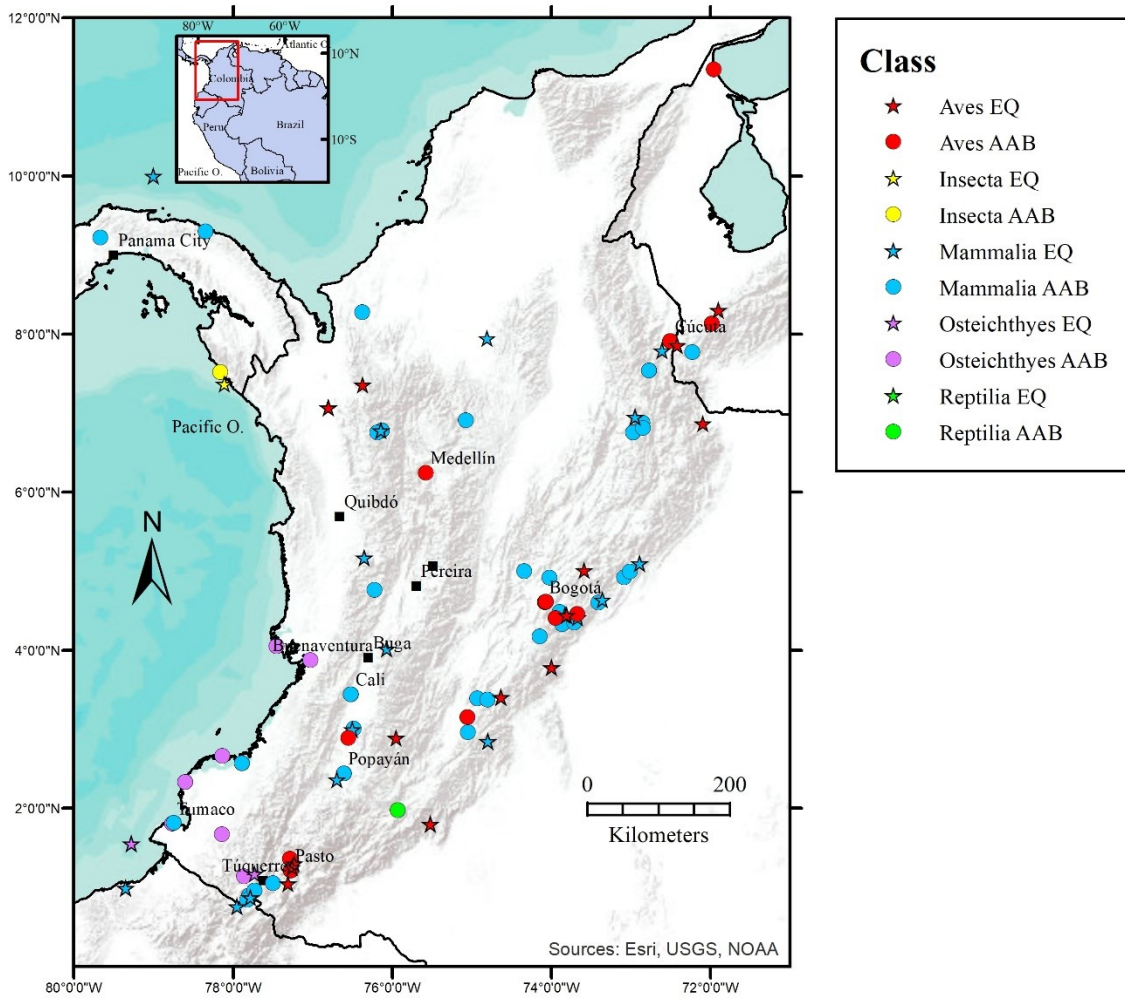 12°0'0"N
10°0'0"N
8°0'0"N
6°0'0"N
4°0'0"N
2°0'0"N
80°0'0"W
78°0'0"W
76°0'0"W
74°0'0"W
72°0'0"W
80°W
60°W
Atlantic O.
10°N
Colombia
Peru
Brazil
10°S
Pacific O.
Bolivia
Panama City
Cúcuta
Pacific O.
Medellín
N
Quibdó
Pereira
Bogotá
Buenaventura
Buga
Cali
Popayán
0
200
Kilometers
Tumaco
Pasto
Túquerres
Sources: Esri, USGS, NOAA
Class
Aves EQ
Aves AAB
Insecta EQ
Insecta AAB
Mammalia EQ
Mammalia AAB
Osteichthyes EQ
Osteichthyes AAB
Reptilia EQ
Reptilia AAB